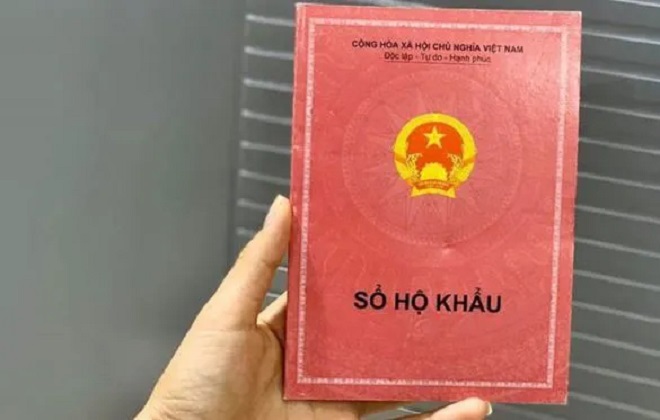 CỘNG HÒA XÃ HỘI CHỦ NGHĨA VIỆT NAM
Độc lập - Tự do - Hạnh phúc
SỔ HỘ KHẨU